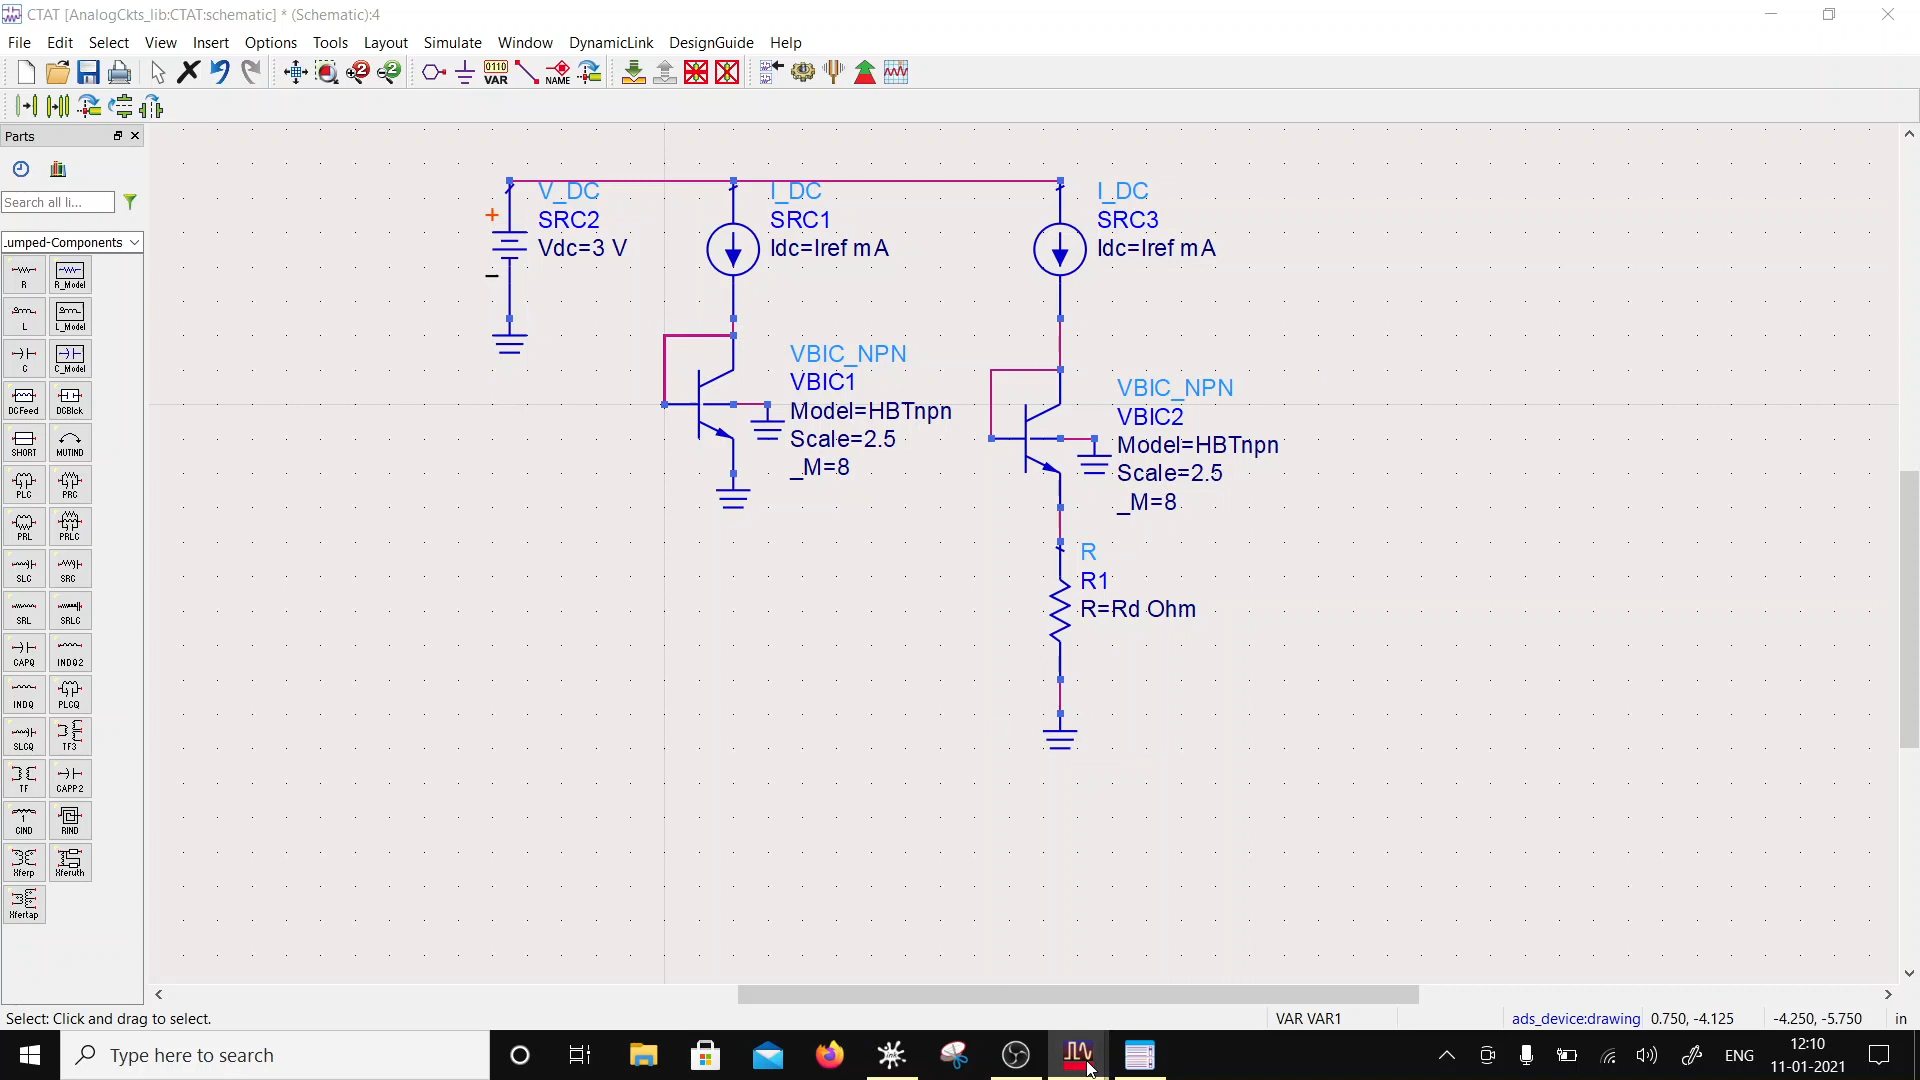 CTAT [AnalogCkts_lib:CTAT:schematic] * (Schematic):4
File Edit Select View Insert Options Tools Layout Simulate Window DynamicLink DesignGuide Help
0110
VAR
NAME
Parts
Search all li...
.umped-Components
R R_Model
L L_Model
C C_Model
DCFeed DCBlck
SHORT MUTIND
PLC PRC
PRL PRLC
SLC SRC
SRL SRLC
CAPQ INDQ2
INDQ PLCQ
SLCQ TF3
TF CAPP2
CIND RIND
Xferp Xferuth
Xfertap
V_DC
SRC2
Vdc=3 V
I_DC
SRC1
Idc=Iref mA
I_DC
SRC3
Idc=Iref mA
VBIC_NPN
VBIC1
Model=HBTnpn
Scale=2.5
_M=8
VBIC_NPN
VBIC2
Model=HBTnpn
Scale=2.5
_M=8
R
R1
R=Rd Ohm
Select: Click and drag to select.
VAR VAR1
ads_device:drawing 0.750, -4.125 -4.250, -5.750 in
Type here to search
ENG
12:10
11-01-2021